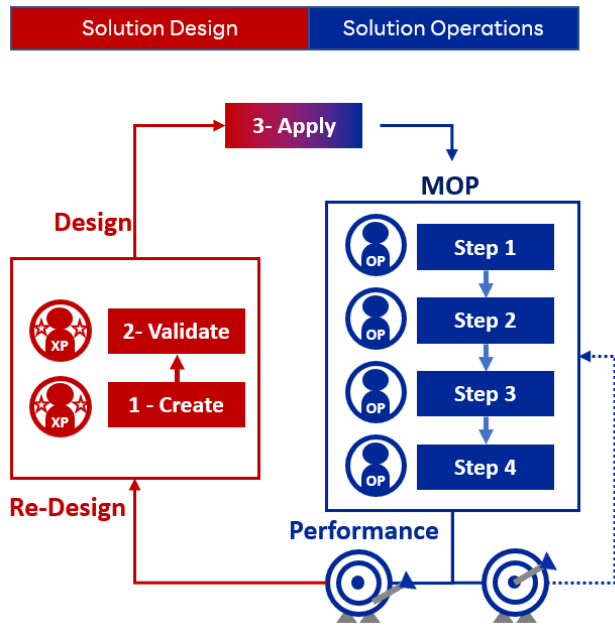 Solution Design
Solution Operations
3- Apply
MOP
Design
OP
Step 1
XP
2- Validate
OP
Step 2
XP
1 - Create
OP
Step 3
OP
Step 4
Re-Design
Performance